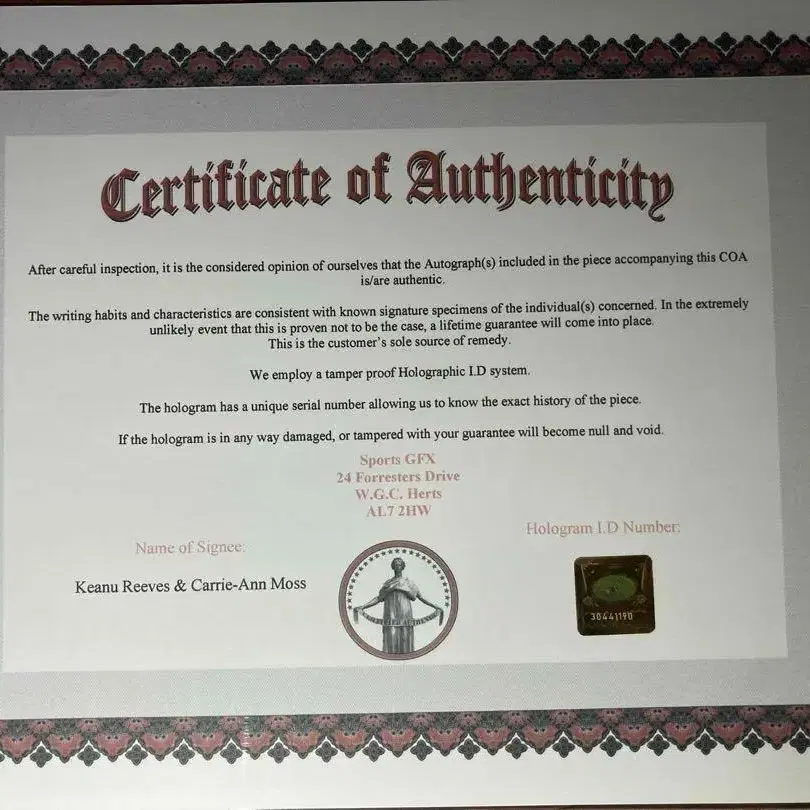 Certificate of Authenticity
After careful inspection, it is the considered opinion of ourselves that the Autograph(s) included in the piece accompanying this COA
is/are authentic.
The writing habits and characteristics are consistent with known signature specimens of the individual(s) concerned. In the extremely
unlikely event that this is proven not to be the case, a lifetime guarantee will come into place.
This is the customer's sole source of remedy.
We employ a tamper proof Holographic I.D system.
The hologram has a unique serial number allowing us to know the exact history of the piece.
If the hologram is in any way damaged, or tampered with your guarantee will become null and void.
Sports GFX
24 Forresters Drive
W.G.C. Herts
AL7 2HW
Name of Signee:
Keanu Reeves & Carrie-Ann Moss
Hologram I.D Number:
30441190